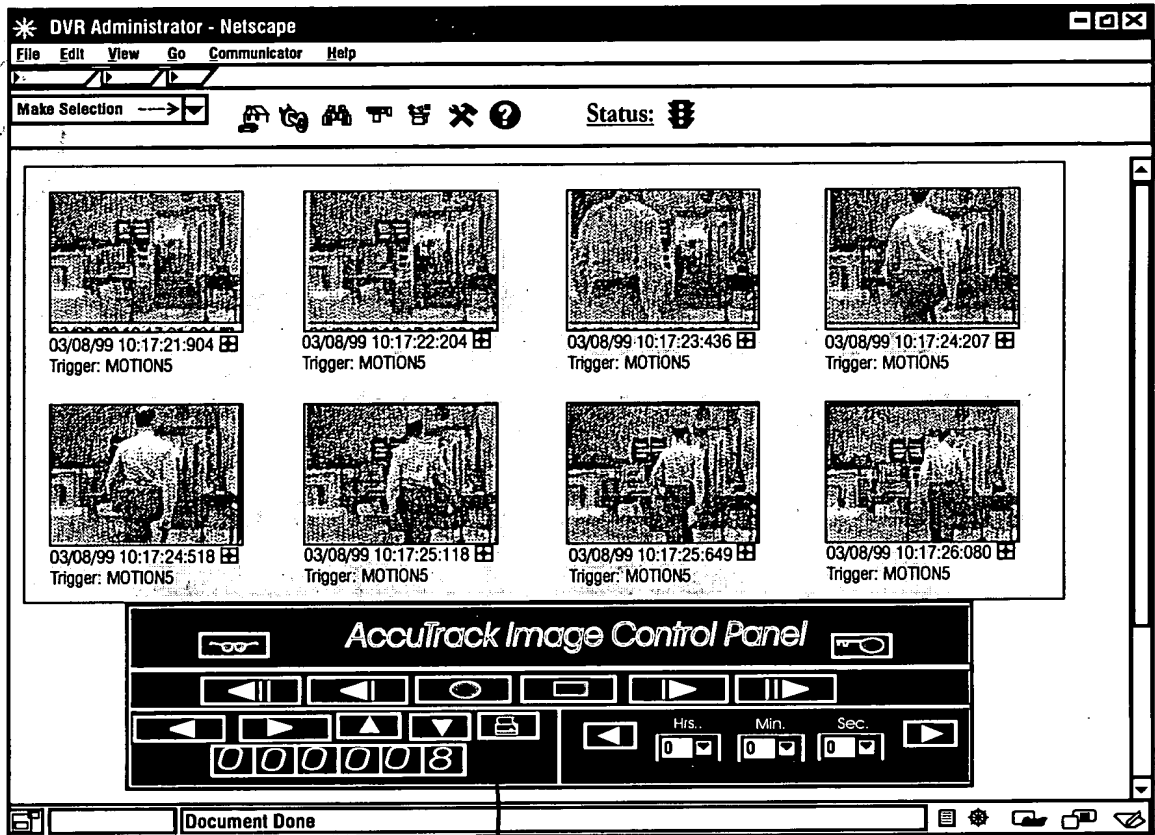 DVR Administrator - Netscape
File Edit View Go Communicator Help
Make Selection --->
Status:
03/08/99 10:17:21:904 03/08/99 10:17:22:204 03/08/99 10:17:23:436 03/08/99 10:17:24:207
Trigger: MOTION5 Trigger: MOTION5 Trigger: MOTION5 Trigger: MOTION5
03/08/99 10:17:24:518 03/08/99 10:17:25:118 03/08/99 10:17:25:649 03/08/99 10:17:26:080
Trigger: MOTION5 Trigger: MOTION5 Trigger: MOTION5 Trigger: MOTION5
AccuTrack Image Control Panel
Hrs.. Min. Sec.
0 0 0
000008
Document Done